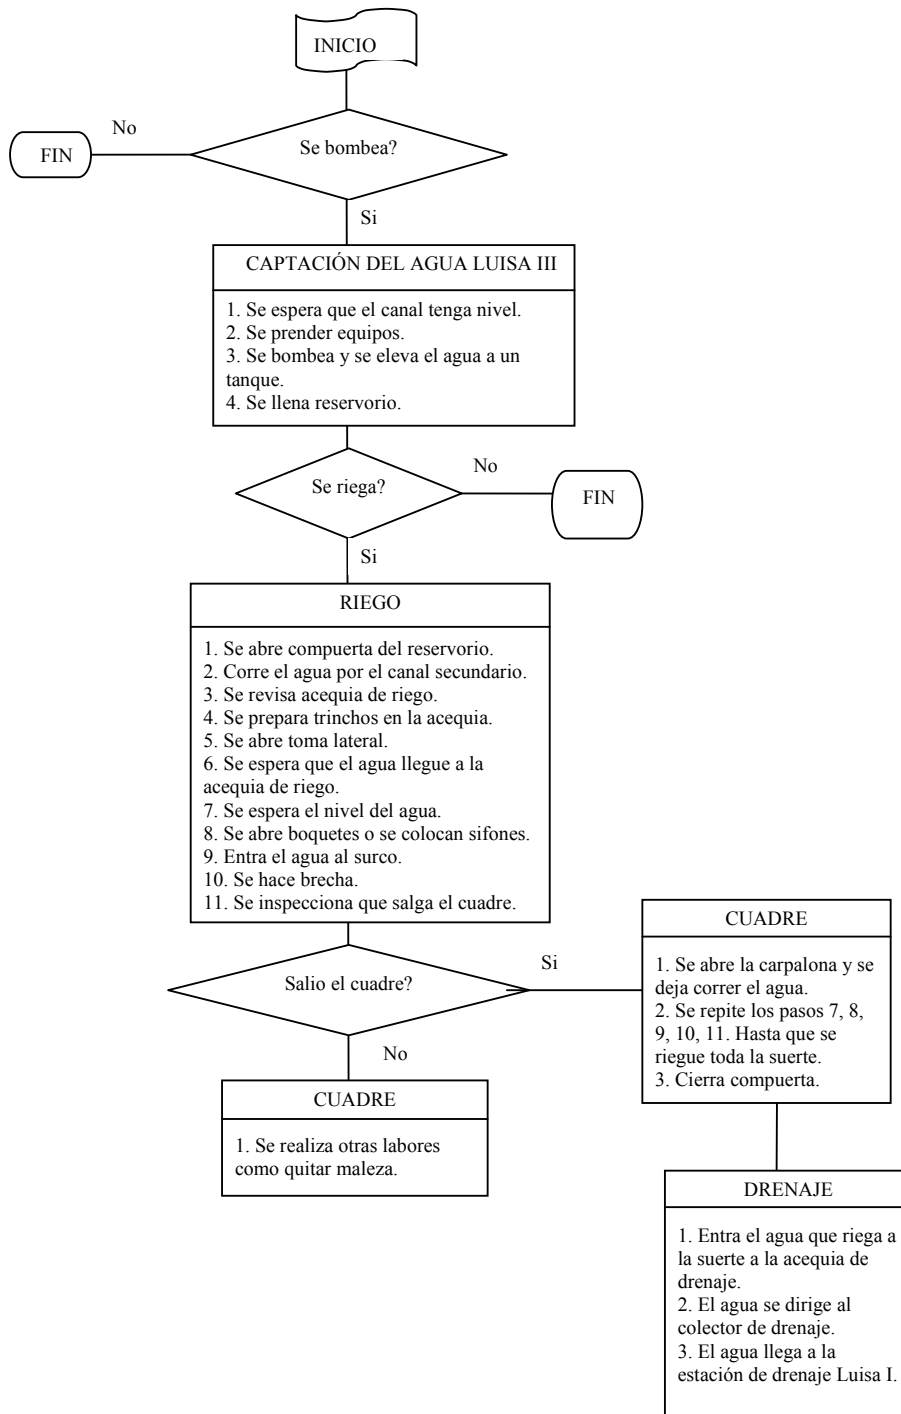 INICIO
No
FIN
Se bombea?
Si
CAPTACIÓN DEL AGUA LUISA III
1. Se espera que el canal tenga nivel.
2. Se prender equipos.
3. Se bombea y se eleva el agua a un
tanque.
4. Se llena reservorio.
Se riega?
No
FIN
Si
RIEGO
1. Se abre compuerta del reservorio.
2. Corre el agua por el canal secundario.
3. Se revisa acequia de riego.
4. Se prepara trinchos en la acequia.
5. Se abre toma lateral.
6. Se espera que el agua llegue a la
acequia de riego.
7. Se espera el nivel del agua.
8. Se abre boquetes o se colocan sifones.
9. Entra el agua al surco.
10. Se hace brecha.
11. Se inspecciona que salga el cuadre.
Salio el cuadre?
Si
CUADRE
1. Se abre la carpalona y se
deja correr el agua.
2. Se repite los pasos 7, 8,
9, 10, 11. Hasta que se
riegue toda la suerte.
3. Cierra compuerta.
No
CUADRE
1. Se realiza otras labores
como quitar maleza.
DRENAJE
1. Entra el agua que riega a
la suerte a la acequia de
drenaje.
2. El agua se dirige al
colector de drenaje.
3. El agua llega a la
estación de drenaje Luisa I.